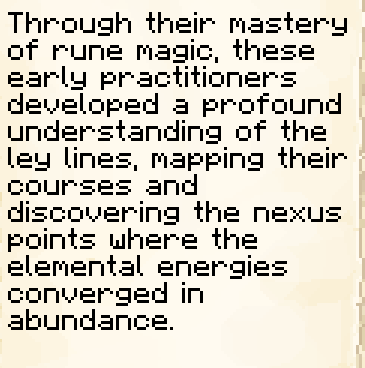 Through their mastery
of rune magic, these
early practitioners
developed a profound
understanding of the
ley lines, mapping their
courses and
discovering the nexus
points where the
elemental energies
converged in
abundance.